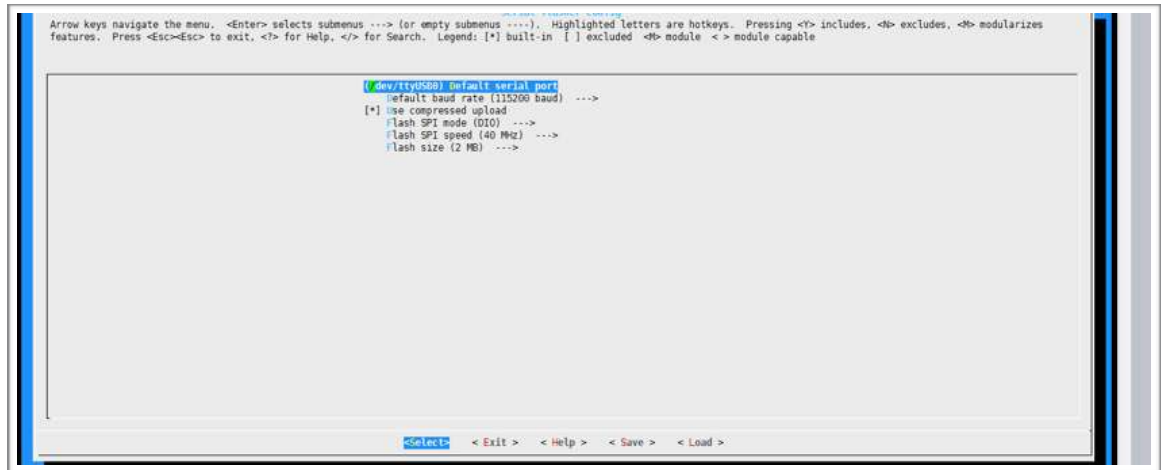 Serial Flasher Config
Arrow keys navigate the menu. <Enter> selects submenus ---> (or empty submenus ----). Highlighted letters are hotkeys. Pressing <Y> includes, <N> excludes, <M> modularizes
features. Press <Esc><Esc> to exit, <?> for Help, </> for Search. Legend: [*] built-in [ ] excluded <M> module < > module capable
(/dev/ttyUSB0) Default serial port
Default baud rate (115200 baud) --->
[*] Use compressed upload
Flash SPI mode (DIO) --->
Flash SPI speed (40 MHz) --->
Flash size (2 MB) --->
<Select> < Exit > < Help > < Save > < Load >